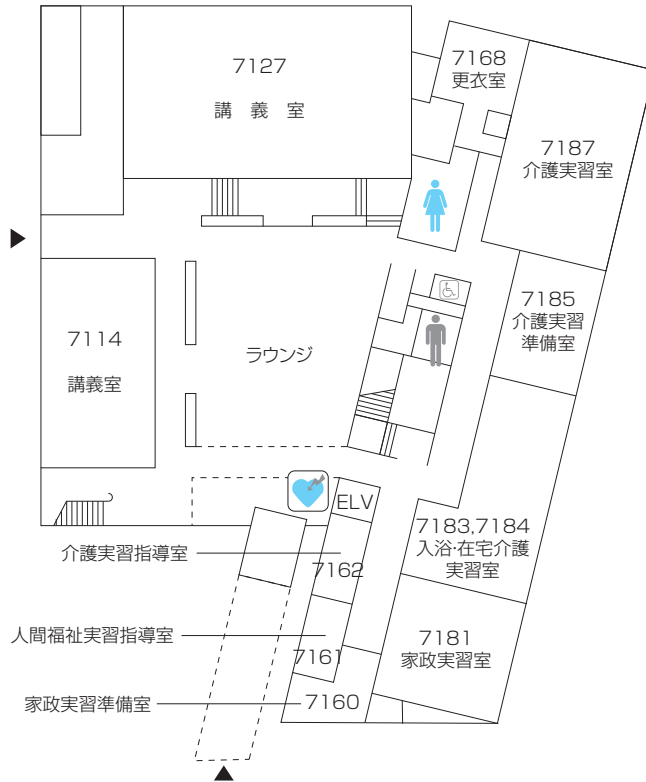 7127
講義室
7168
更衣室
7187
介護実習室
7185
介護実習
準備室
7114
講義室
ラウンジ
ELV
7183,7184
入浴・在宅介護
実習室
介護実習指導室
7162
人間福祉実習指導室
7161
7181
家政実習室
家政実習準備室
7160